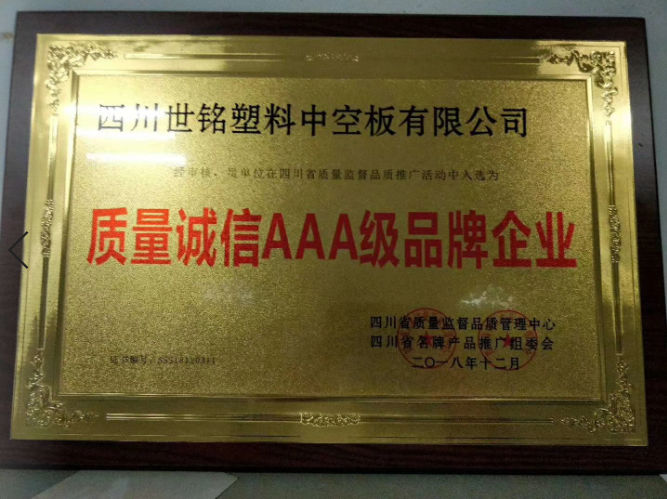 四川世铭塑料中空板有限公司
经审核，贵单位在四川省质量监督品质推广活动中入选为
质量诚信AAA级品牌企业
四川省质量监督品质管理中心
四川省名牌产品推广组委会
二〇一八年十二月
证书编号：